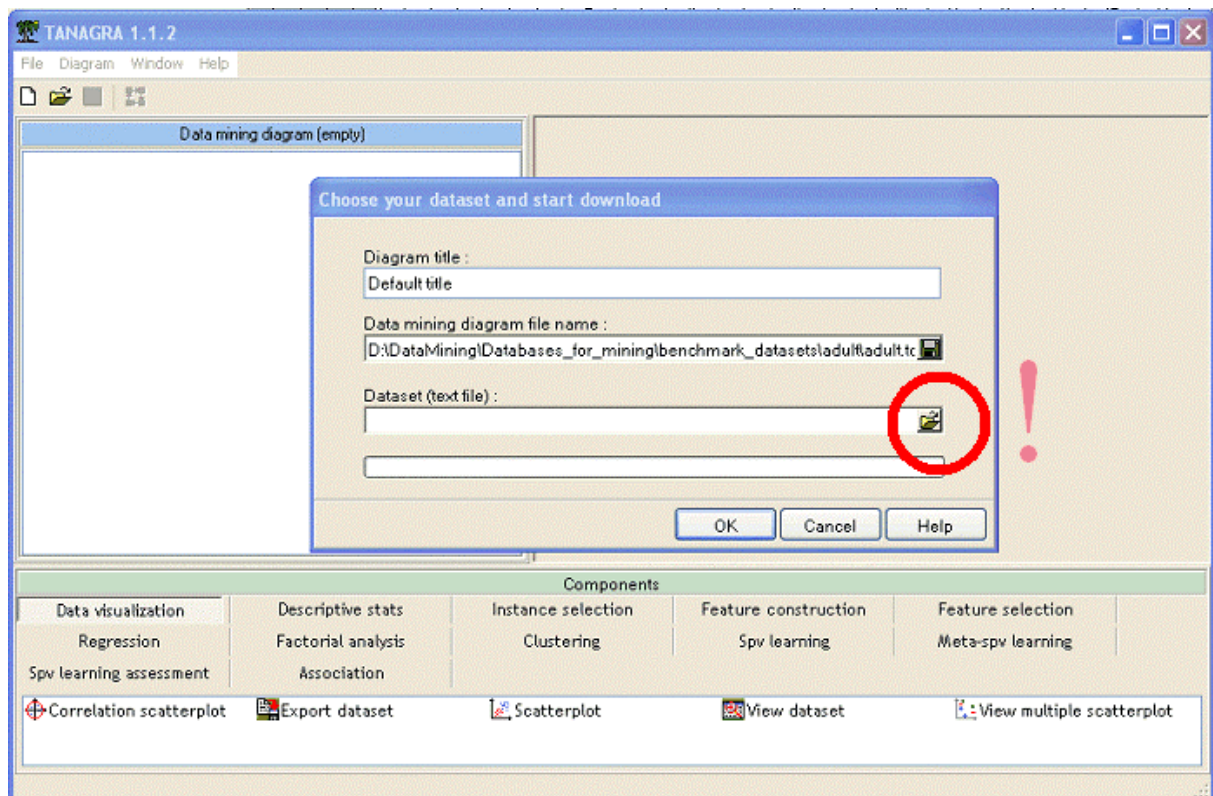 TANAGRA 1.1.2
File Diagram Window Help
Data mining diagram (empty)
Choose your dataset and start download
Diagram title :
Default title
Data mining diagram file name :
D:\DataMining\Databases_for_mining\benchmark_datasets\adult\adult.tc
Dataset (text file) :
!
OK Cancel Help
Components
Data visualization Descriptive stats Instance selection Feature construction Feature selection
Regression Factorial analysis Clustering Spv learning Meta-spv learning
Spv learning assessment Association
Correlation scatterplot Export dataset Scatterplot View dataset View multiple scatterplot